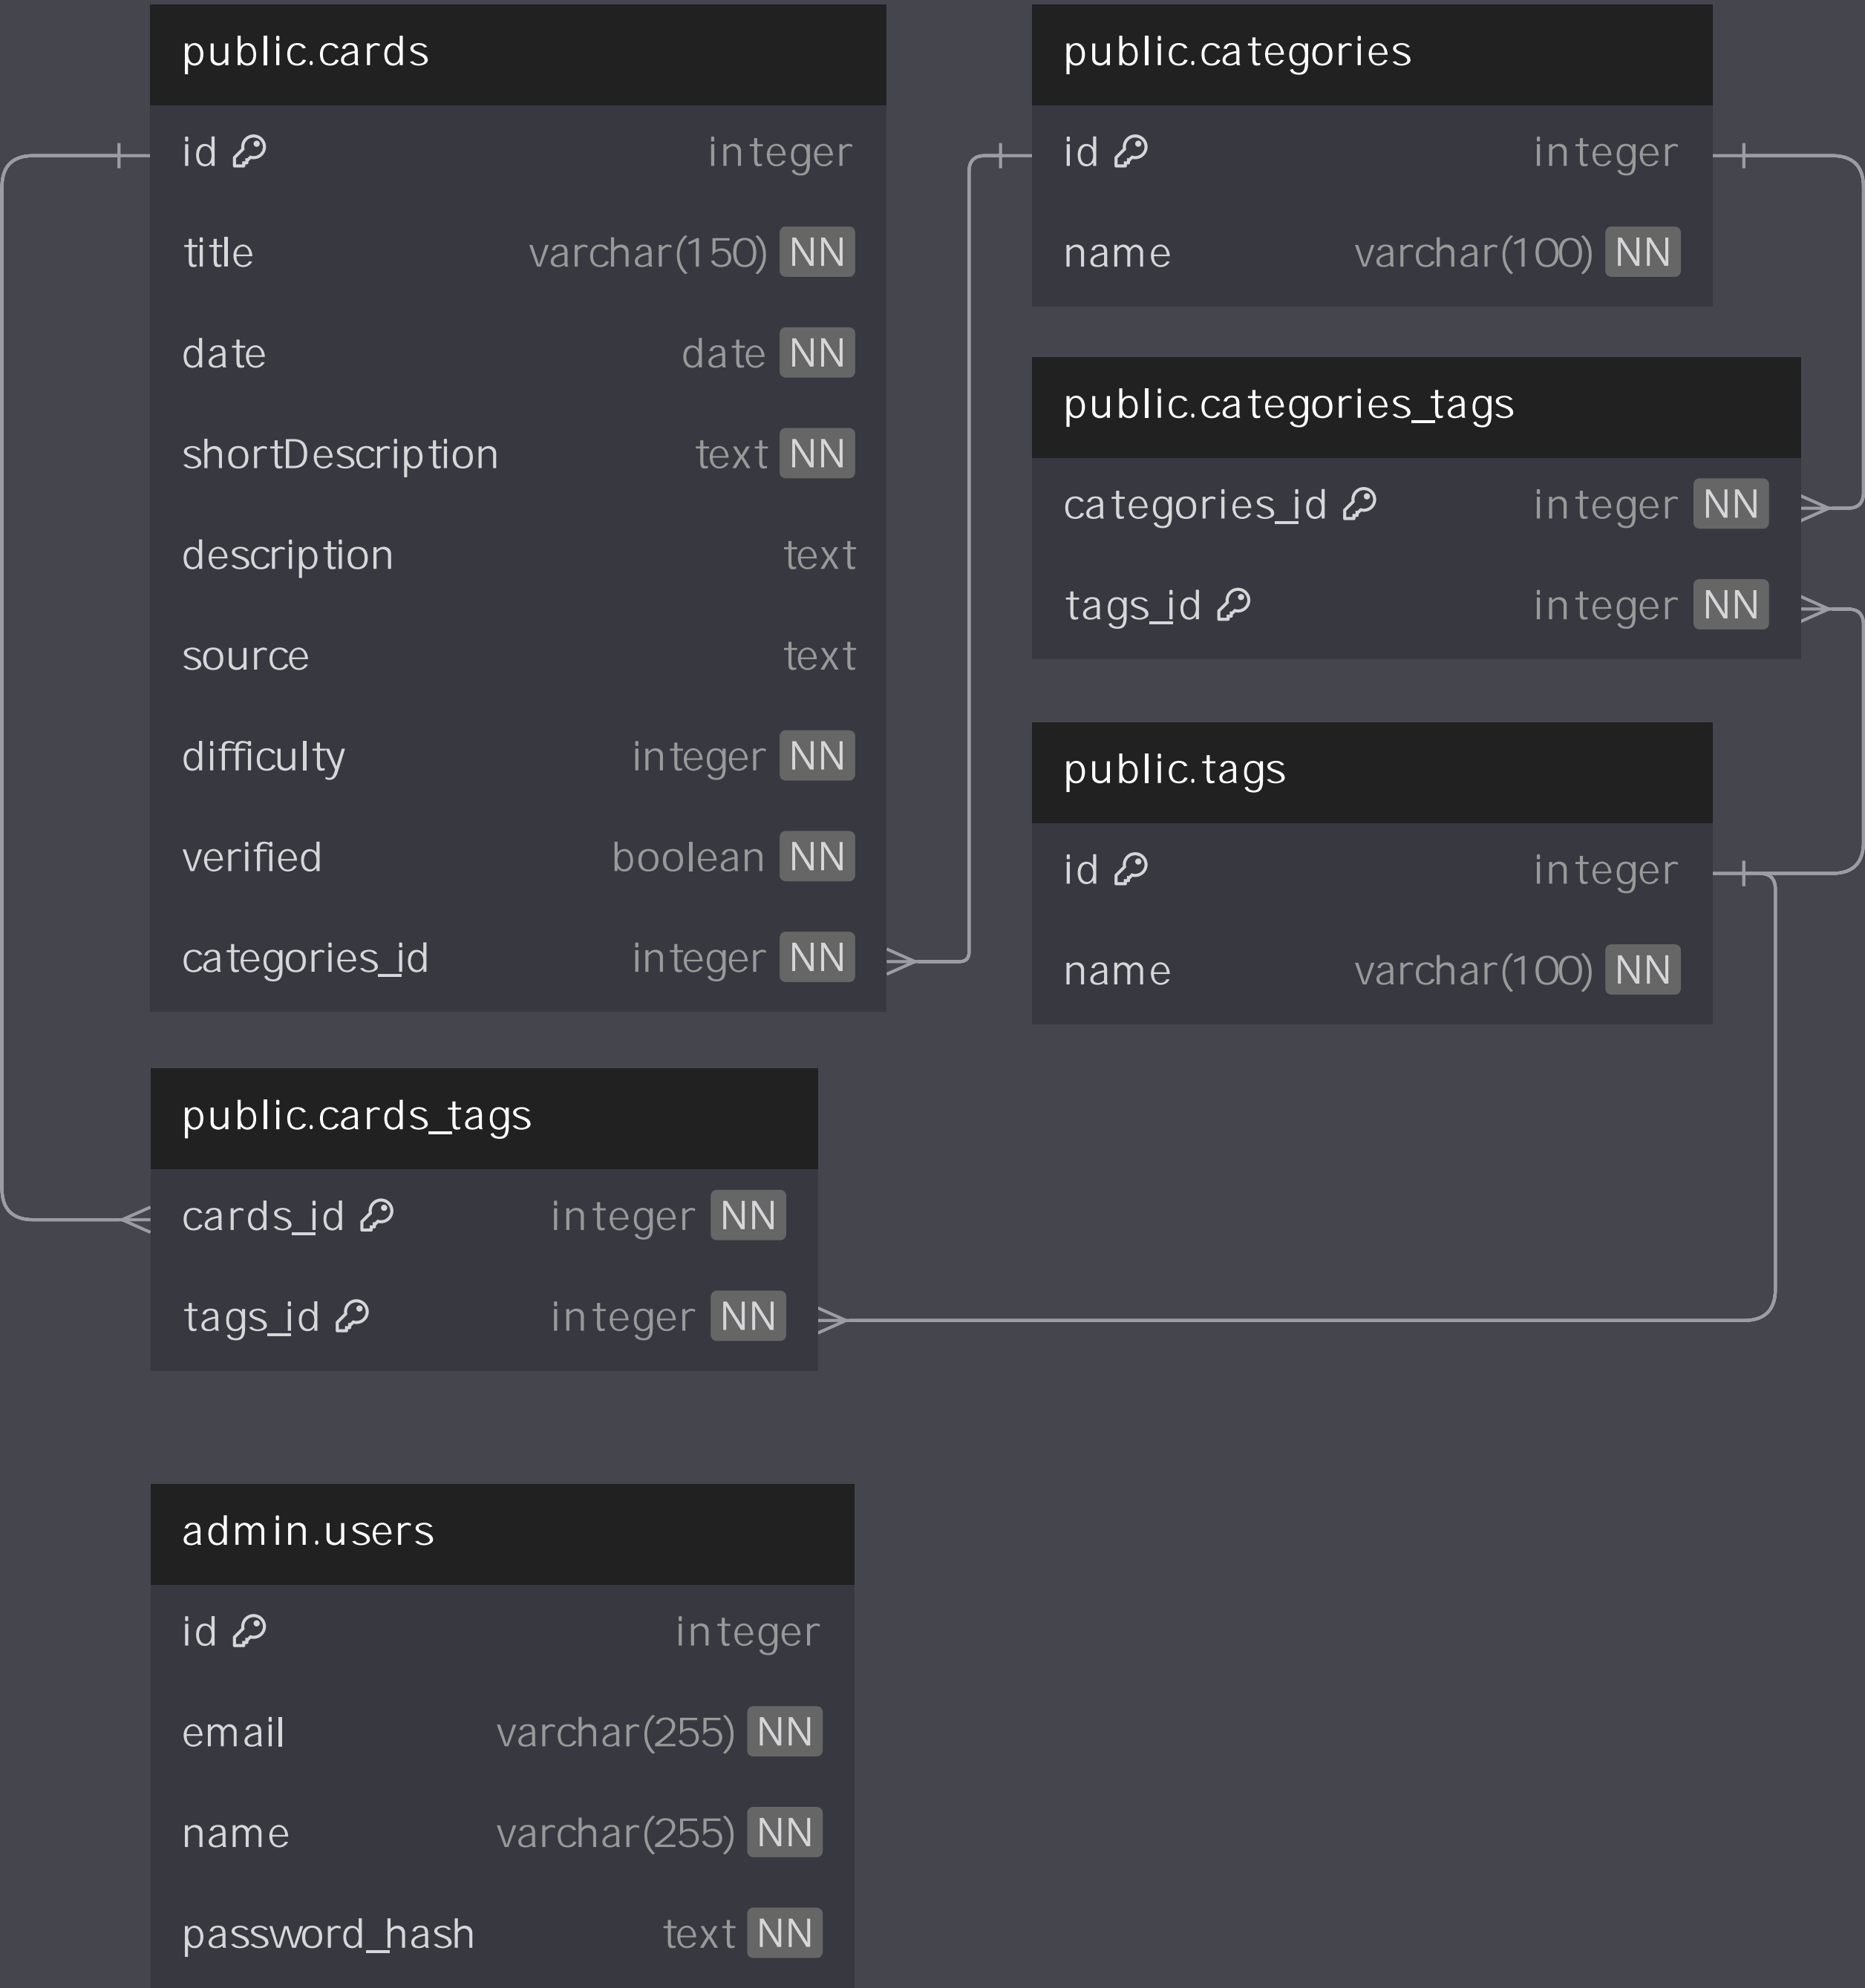 public.cards
id integer
title varchar(150) NN
date date NN
shortDescription text NN
description text
source text
difficulty integer NN
verified boolean NN
categories_id integer NN
public.categories
id integer
name varchar(100) NN
public.categories_tags
categories_id integer NN
tags_id integer NN
public.tags
id integer
name varchar(100) NN
public.cards_tags
cards_id integer NN
tags_id integer NN
admin.users
id integer
email varchar(255) NN
name varchar(255) NN
password_hash text NN